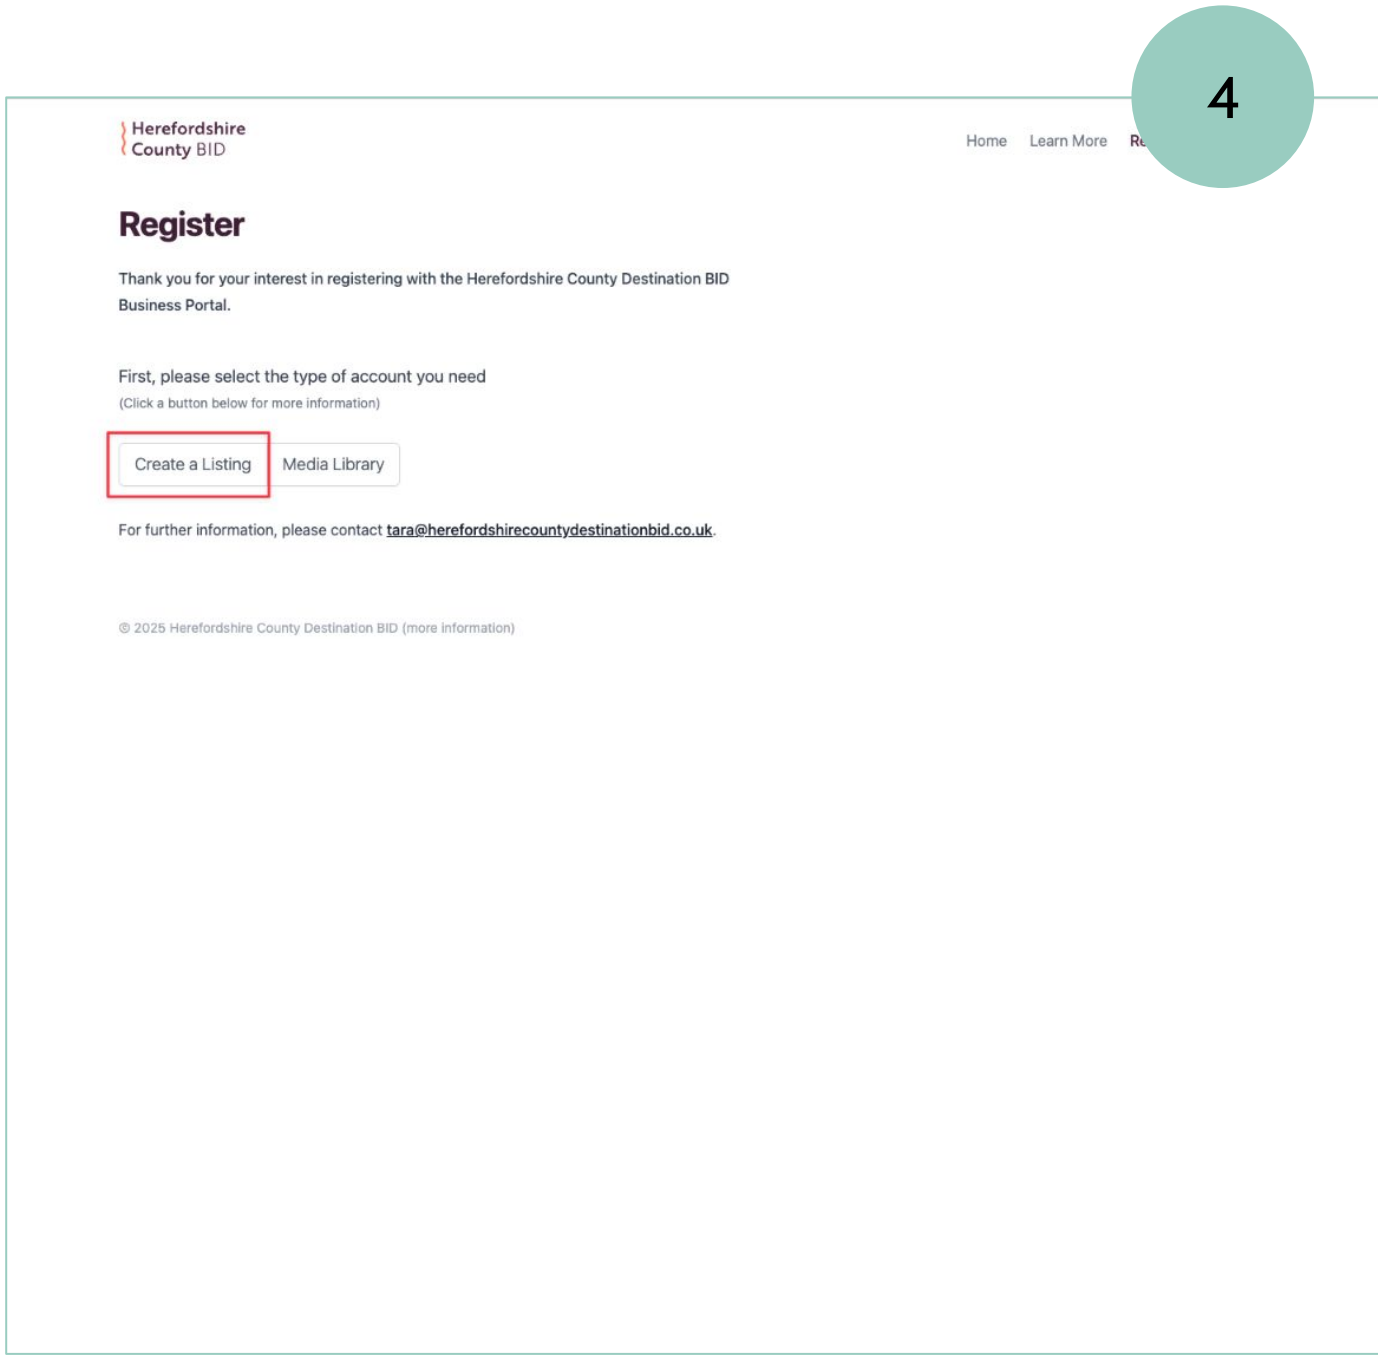 4
Herefordshire
County BID
Home Learn More
Register
Thank you for your interest in registering with the Herefordshire County Destination BID
Business Portal.
First, please select the type of account you need
(Click a button below for more information)
Create a Listing Media Library
For further information, please contact tara@herefordshirecountydestinationbid.co.uk.
© 2025 Herefordshire County Destination BID (more information)